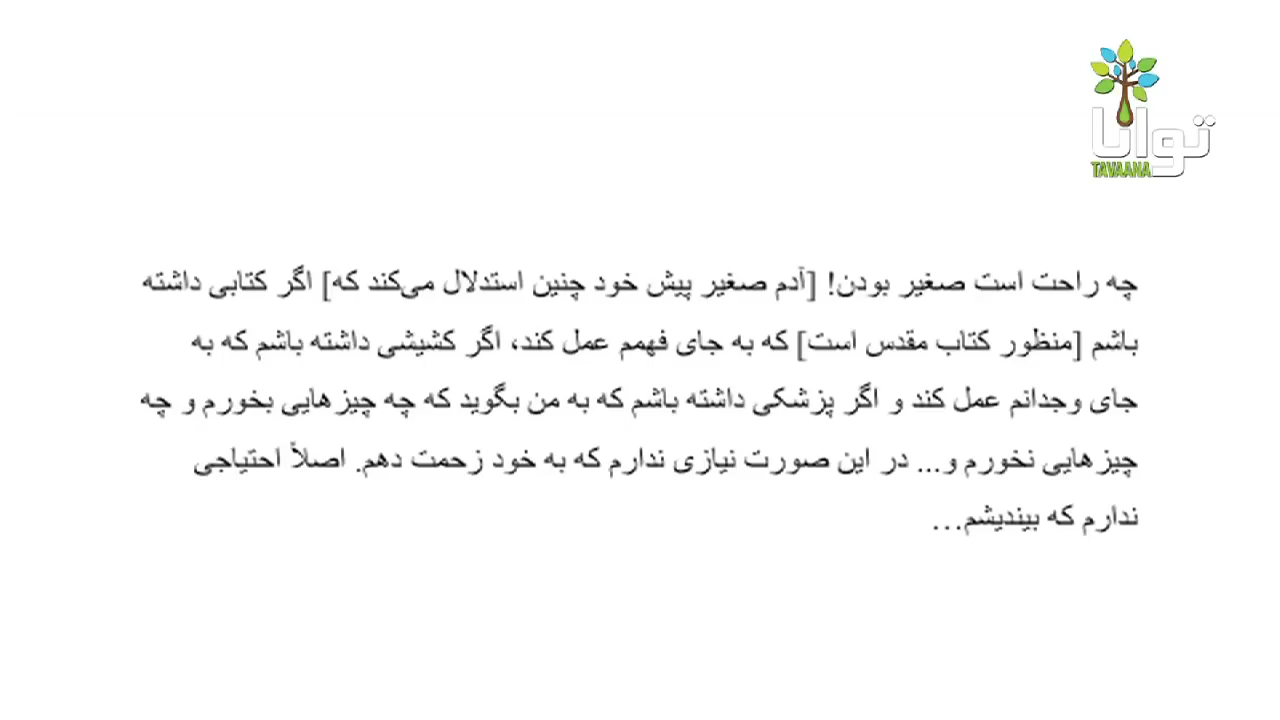 توانا
TAVAANA
چه راحت است صغیر بودن! [آدم صغیر پیش خود چنین استدلال می‌کند که] اگر کتابی داشته
باشم [منظور کتاب مقدس است] که به جای فهمم عمل کند، اگر کشیشی داشته باشم که به
جای وجدانم عمل کند و اگر پزشکی داشته باشم که به من بگوید که چه چیزهایی بخورم و چه
چیزهایی نخورم و... در این صورت نیازی ندارم که به خود زحمت دهم. اصلاً احتیاجی
ندارم که بیندیشم...